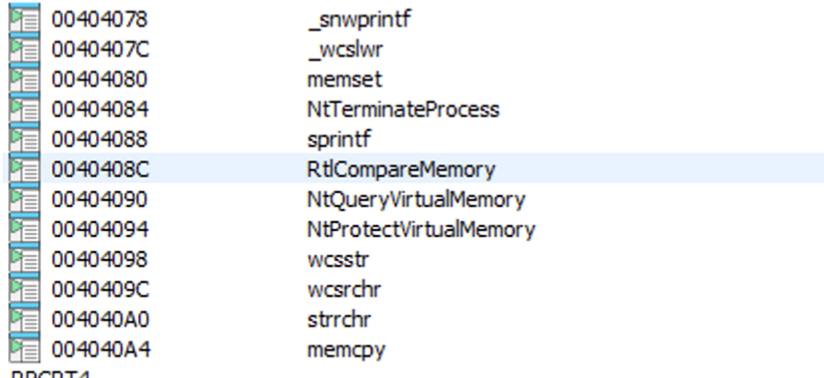 00404078 _snwprintf
0040407C _wcslwr
00404080 memset
00404084 NtTerminateProcess
00404088 sprintf
0040408C RtlCompareMemory
00404090 NtQueryVirtualMemory
00404094 NtProtectVirtualMemory
00404098 wcsstr
0040409C wcsrchr
004040A0 strrchr
004040A4 memcpy
RPCRT4